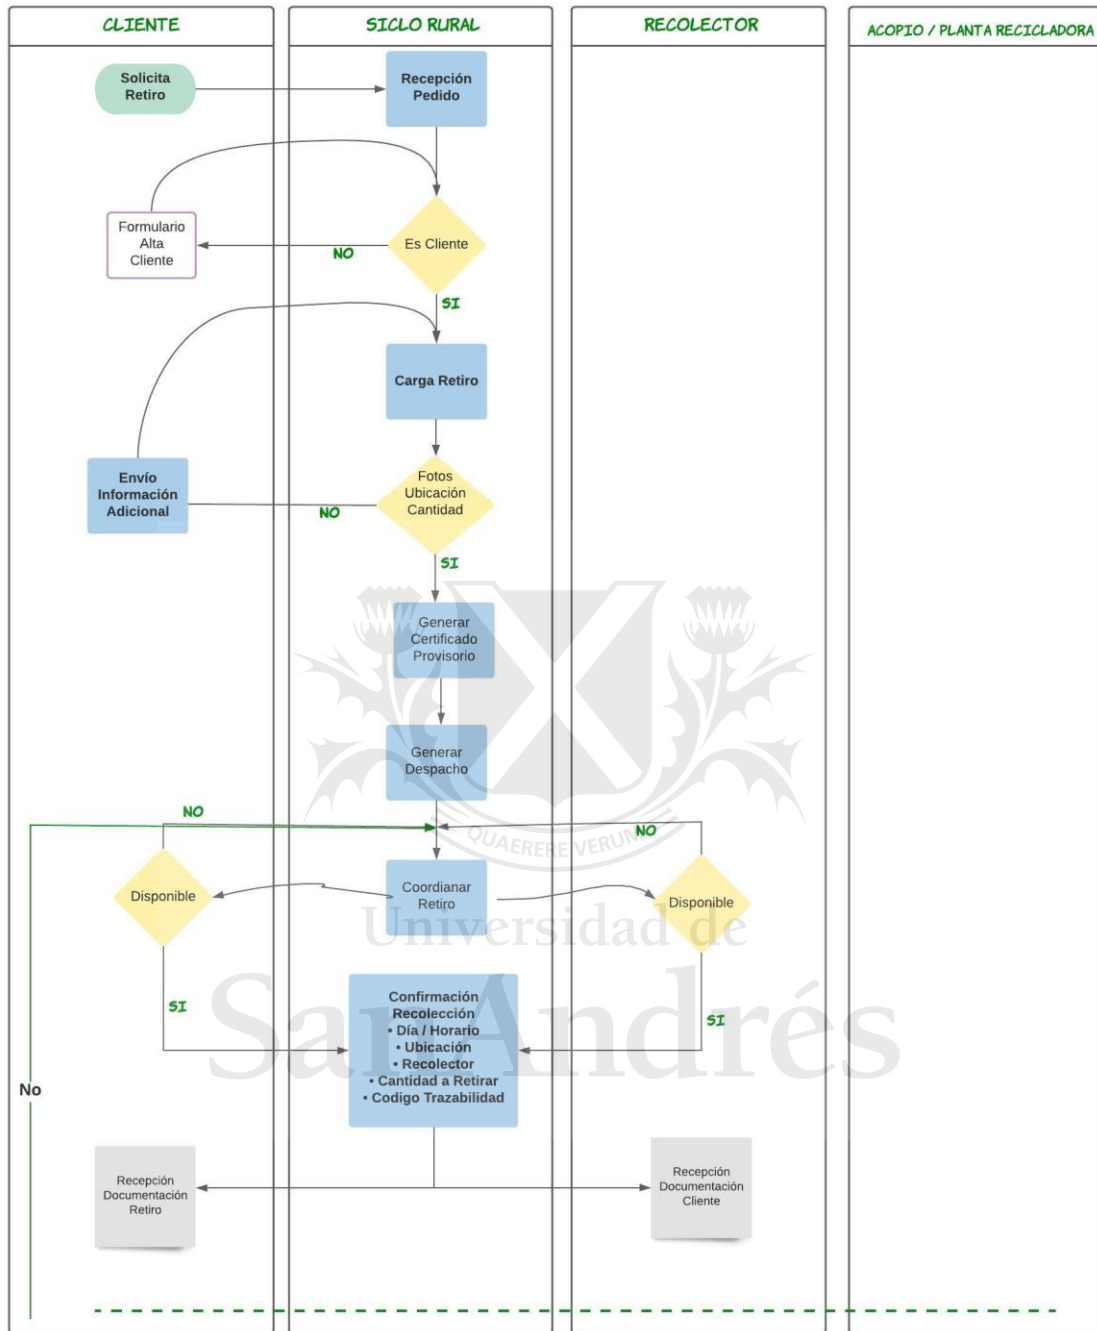 CLIENTE
SICLO RURAL
RECOLECTOR
ACOPIO / PLANTA RECICLADORA
Solicita
Retiro
Recepción
Pedido
Formulario
Alta
Cliente
NO
Es Cliente
SI
Carga Retiro
Envío
Información
Adicional
NO
Fotos
Ubicación
Cantidad
SI
Generar
Certificado
Provisorio
Generar
Despacho
NO
NO
QUAERERE VERUM
Disponible
Coordianar
Retiro
Disponible
Universidad de
SanAndrés
SI
Confirmación
Recolección
• Día / Horario
• Ubicación
• Recolector
• Cantidad a Retirar
• Codigo Trazabilidad
SI
No
Recepción
Documentación
Retiro
Recepción
Documentación
Cliente